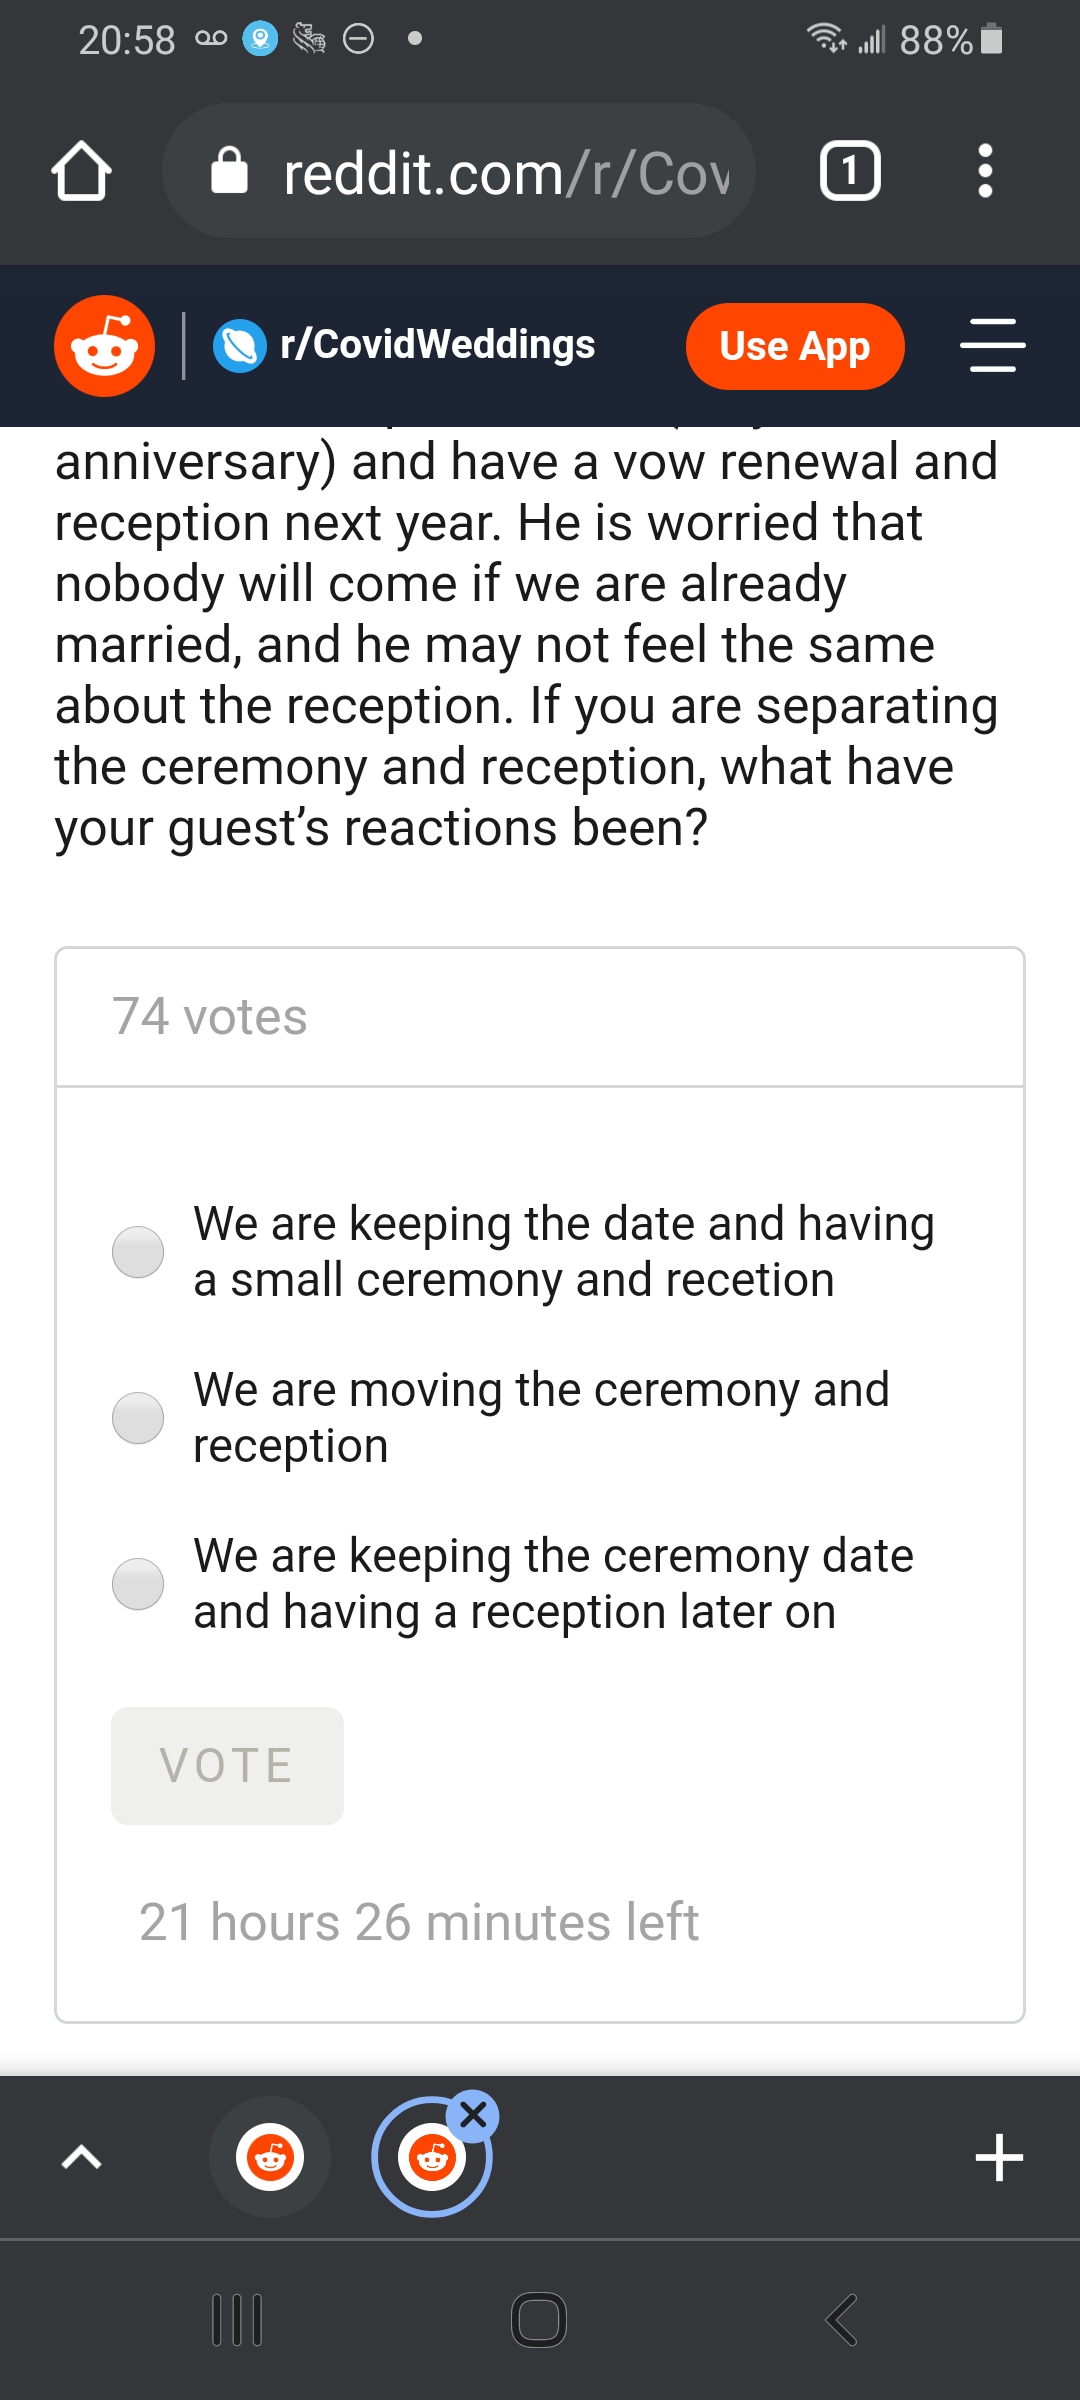 20:58
88%
reddit.com/r/Cov
1
r/CovidWeddings
Use App
anniversary) and have a vow renewal and
reception next year. He is worried that
nobody will come if we are already
married, and he may not feel the same
about the reception. If you are separating
the ceremony and reception, what have
your guest’s reactions been?
74 votes
We are keeping the date and having
a small ceremony and recetion
We are moving the ceremony and
reception
We are keeping the ceremony date
and having a reception later on
VOTE
21 hours 26 minutes left